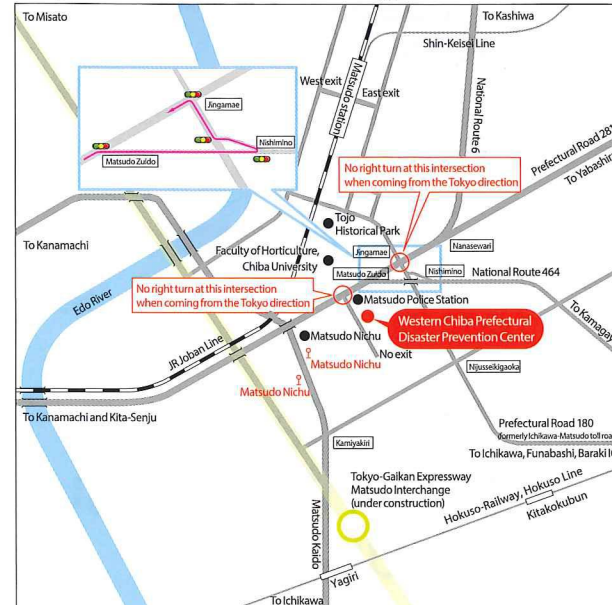 To Misato
To Kashiwa
Shin-Keisei Line
West exit
East exit
Matsudo station
National Route 6
Jingamae
Nishimino
Matsudo Zuido
No right turn at this intersection
when coming from the Tokyo direction
Prefectural Road 281
To Yabashira
Tojo
Historical Park
To Kanamachi
Faculty of Horticulture,
Chiba University
Jingamae
Nanasewari
Matsudo Zuido
Nishimino
National Route 464
No right turn at this intersection
when coming from the Tokyo direction
Edo River
Matsudo Police Station
To Kamagaya
Western Chiba Prefectural
Disaster Prevention Center
JR Joban Line
Matsudo Nichu
Matsudo Nichu
No exit
Nijusseikigaoka
Matsudo Nichu
To Kanamachi and Kita-Senju
Prefectural Road 180
(formerly Ichikawa-Matsudo toll road
Kamiyakiri
To Ichikawa, Funabashi, Baraki
Tokyo-Gaikan Expressway
Matsudo Interchange
(under construction)
Hokuso-Railway, Hokuso Line
Kitakokubun
Matsudo Kaido
Yagiri
To Ichikawa